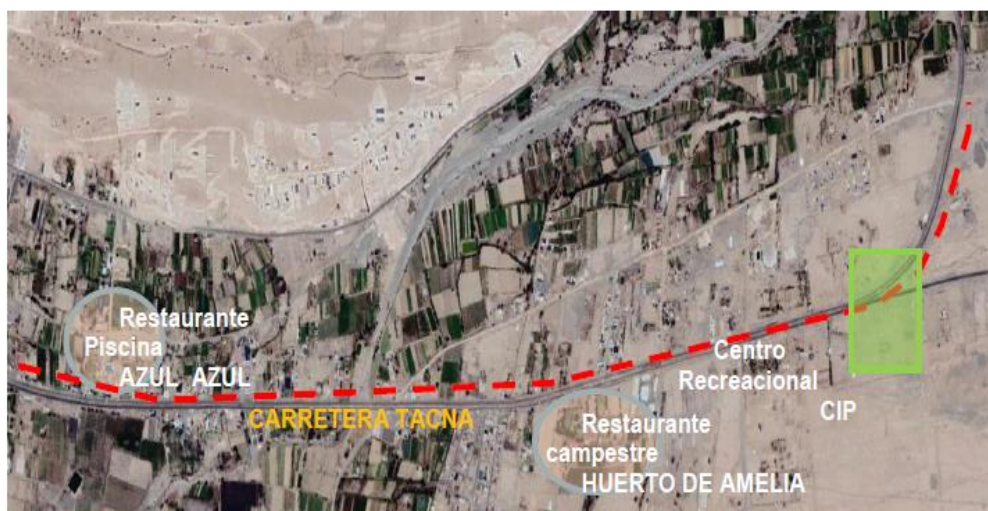 Restaurante
Piscina
AZUL AZUL
CARRETERA TACNA
Centro
Recreacional
CIP
Restaurante
campestre
HUERTO DE AMELIA